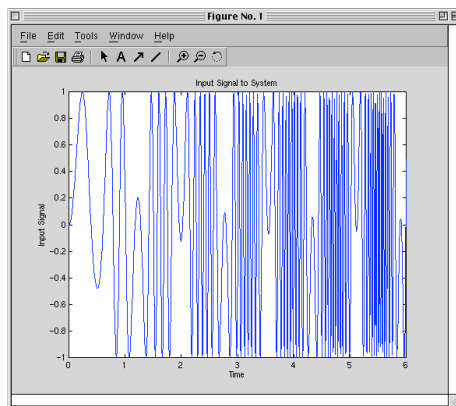 Figure No. 1
File Edit Tools Window Help
A
Input Signal to System
Input Signal
1
0.8
0.6
0.4
0.2
0
-0.2
-0.4
-0.6
-0.8
-1
0 1 2 3 4 5 6
Time